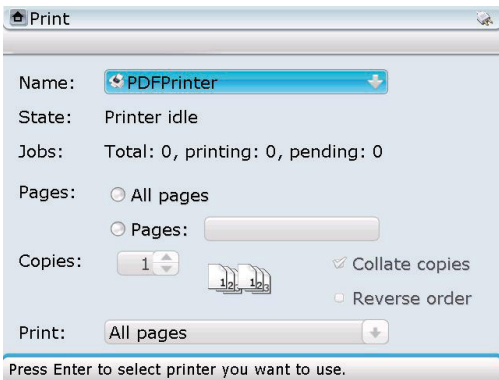 Print
Name: PDFPrinter
State: Printer idle
Jobs: Total: 0, printing: 0, pending: 0
Pages: All pages
Pages:
Copies: 1 Collate copies
Reverse order
Print: All pages
Press Enter to select printer you want to use.